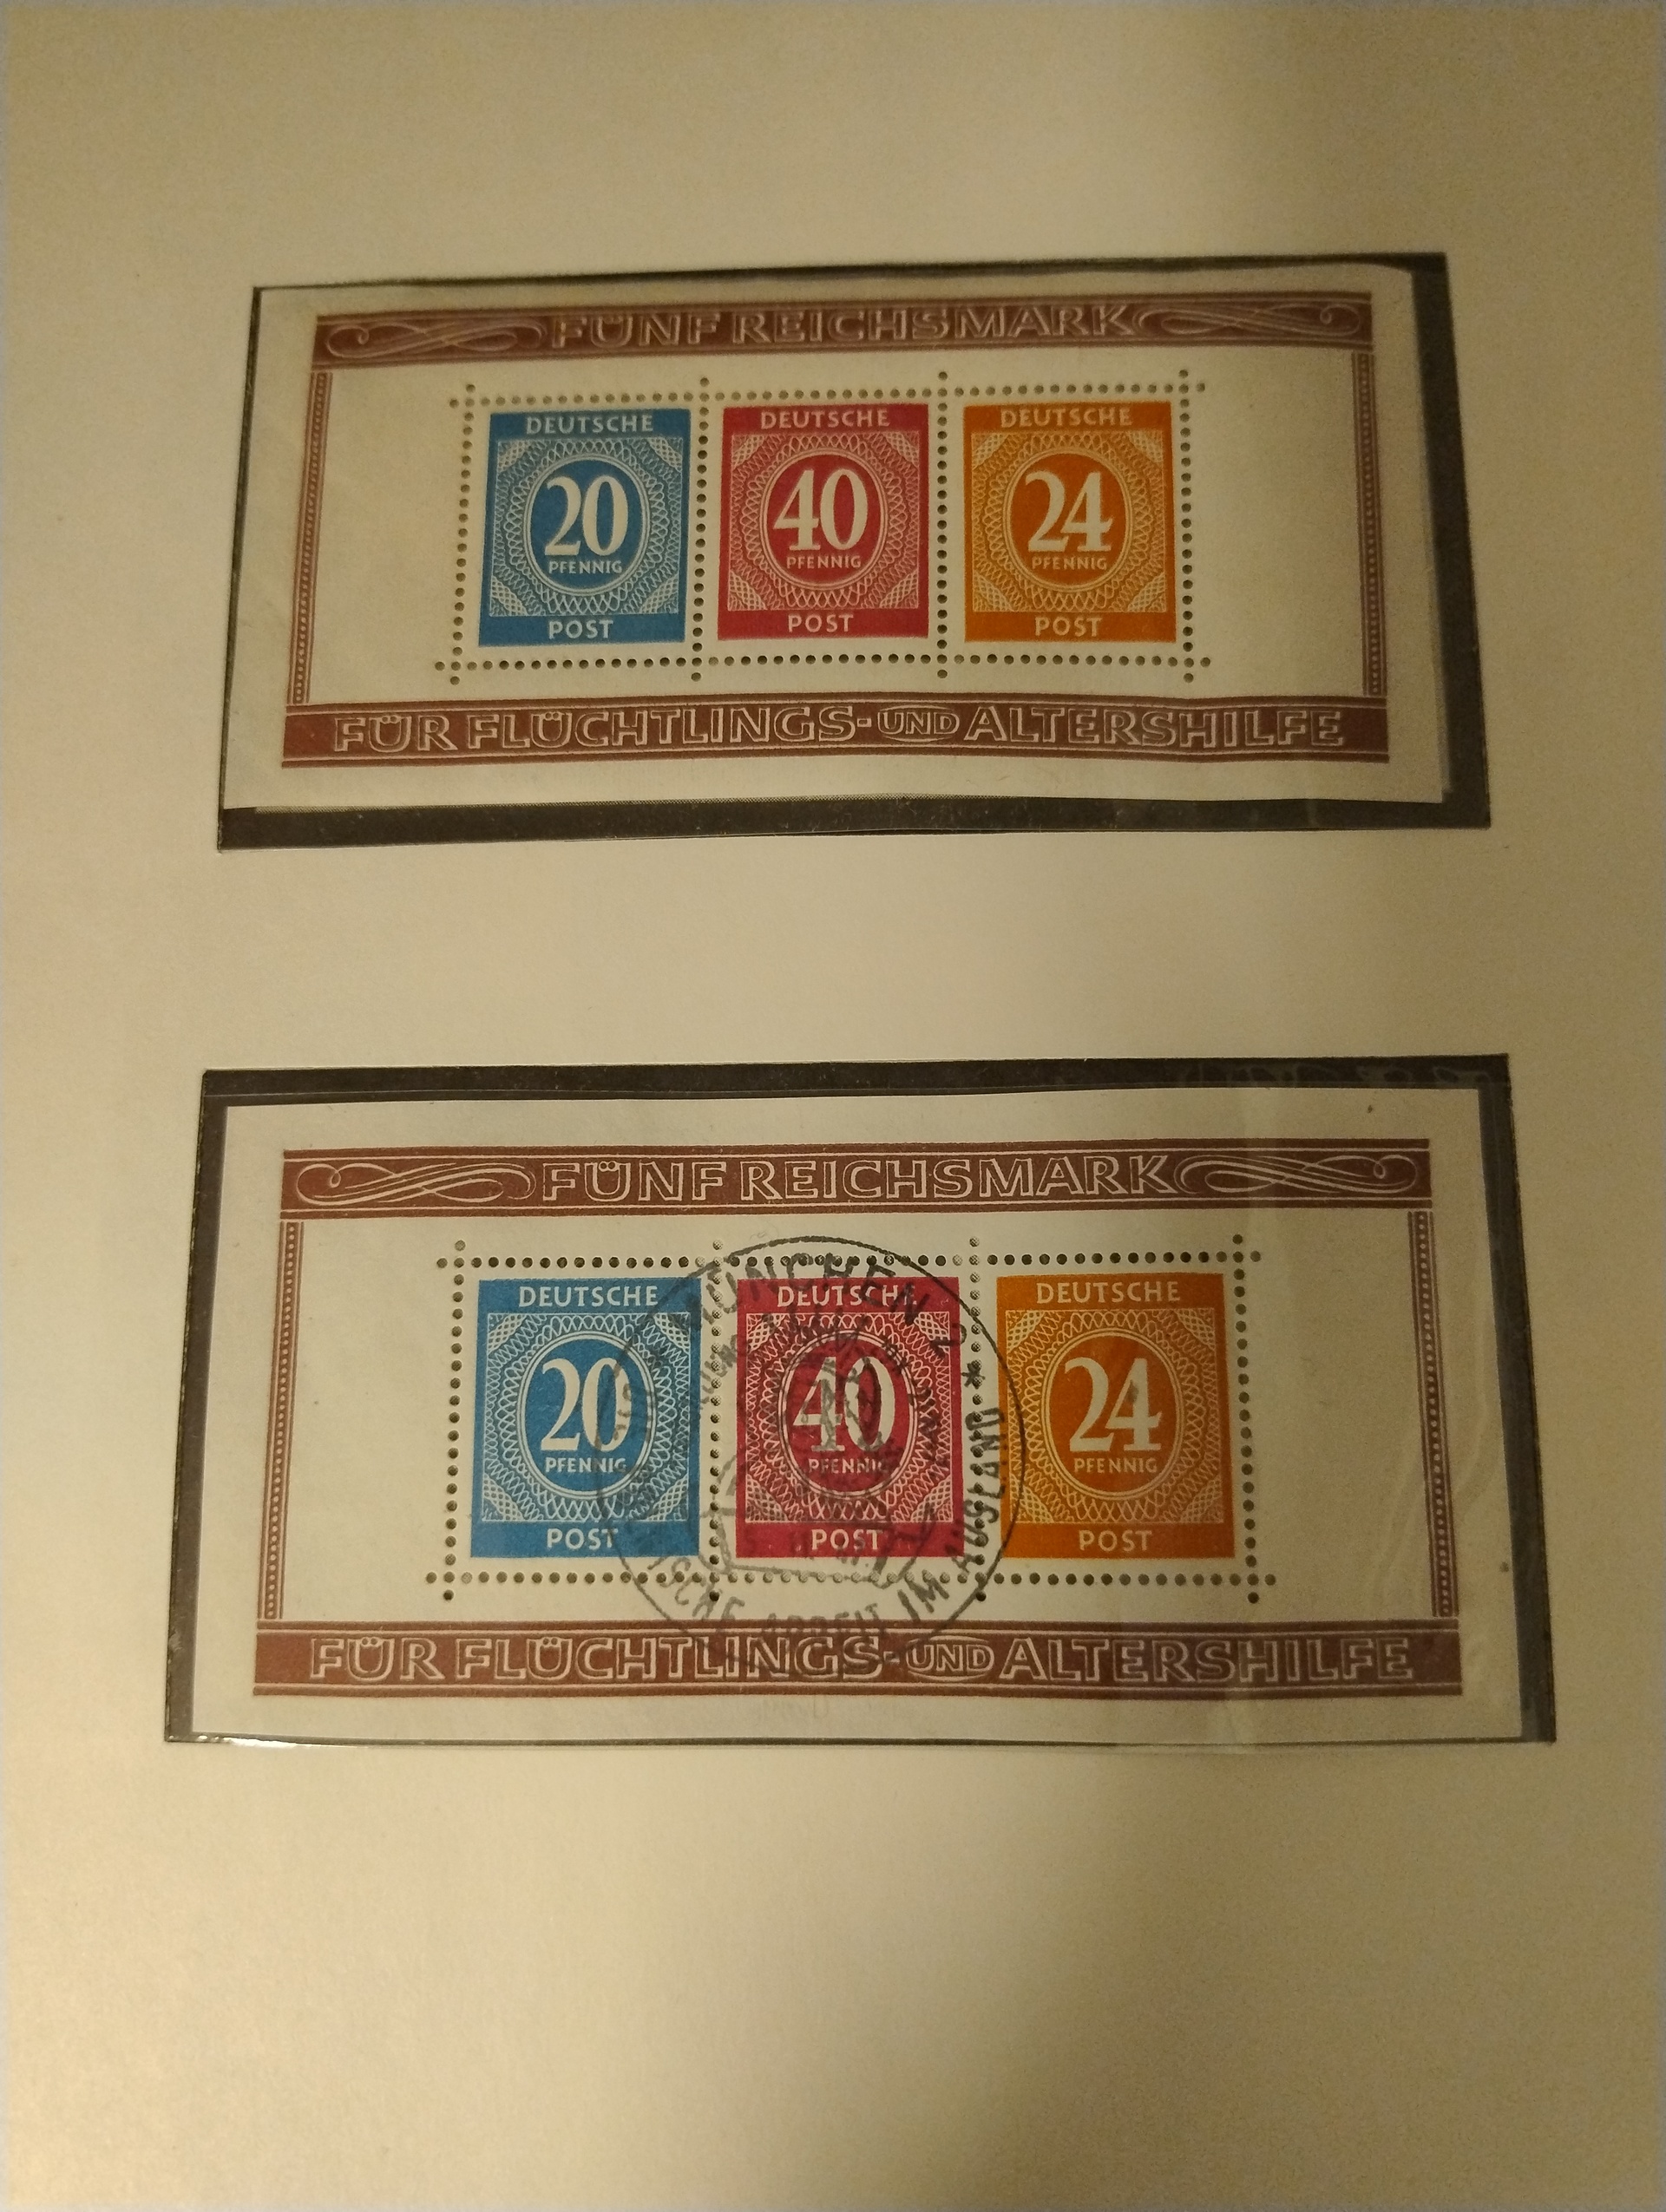 FÜNF REICHSMARK
DEUTSCHE DEUTSCHE DEUTSCHE
20 40 24
PFENNIG PFENNIG PFENNIG
POST POST POST
FÜR FLÜCHTLINGS-UND ALTERSHILFE
FÜNF REICHSMARK
DEUTSCHE DEUTSCHE DEUTSCHE
20 40 24
PFENNIG PFENNIG PFENNIG
POST POST POST
MÜNCHEN 2 *
ARBEIT IM AUSLAND
FÜR FLÜCHTLINGS-UND ALTERSHILFE